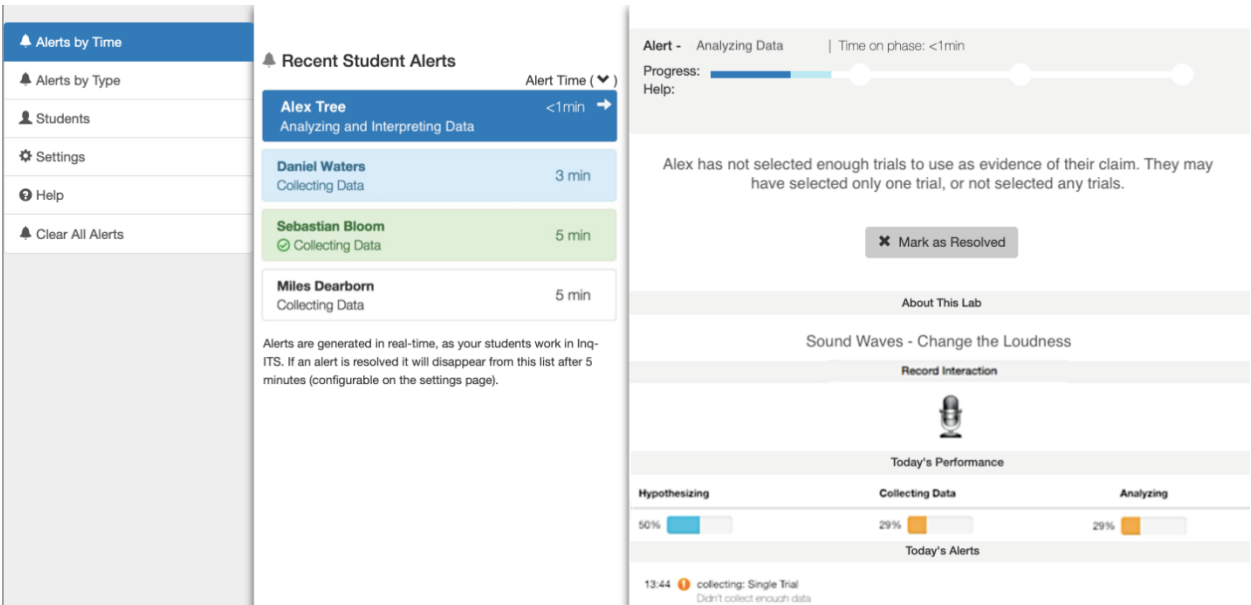 Alerts by Time
Alerts by Type
Students
Settings
Help
Clear All Alerts
Recent Student Alerts
Alert Time ( )
Alex Tree <1min
Analyzing and Interpreting Data
Daniel Waters
Collecting Data
3 min
Sebastian Bloom
Collecting Data
5 min
Miles Dearborn
Collecting Data
5 min
Alerts are generated in real-time, as your students work in Inq-
ITS. If an alert is resolved it will disappear from this list after 5
minutes (configurable on the settings page).
Alert - Analyzing Data | Time on phase: <1min
Progress:
Help:
Alex has not selected enough trials to use as evidence of their claim. They may
have selected only one trial, or not selected any trials.
Mark as Resolved
About This Lab
Sound Waves - Change the Loudness
Record Interaction
Today's Performance
Hypothesizing Collecting Data Analyzing
50% 29% 29%
Today's Alerts
13:44 collecting: Single Trial
Didn't collect enough data